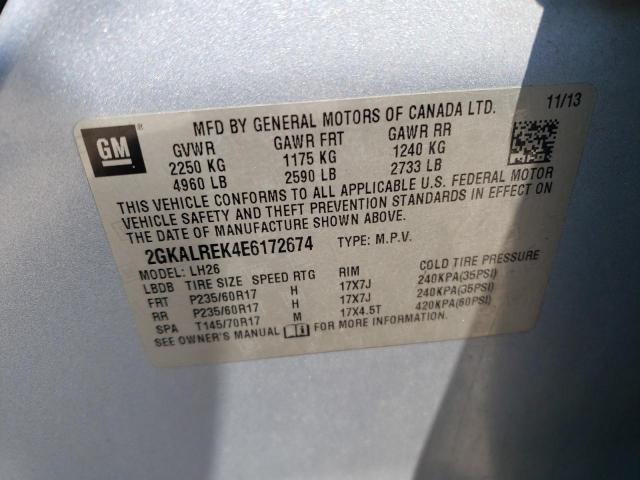 GM ®
MFD BY GENERAL MOTORS OF CANADA LTD. 11/13
GVWR GAWR FRT GAWR RR
2250 KG 1175 KG 1240 KG
4960 LB 2590 LB 2733 LB
THIS VEHICLE CONFORMS TO ALL APPLICABLE U.S. FEDERAL MOTOR
VEHICLE SAFETY AND THEFT PREVENTION STANDARDS IN EFFECT ON
THE DATE OF MANUFACTURE SHOWN ABOVE.
2GKALREK4E6172674 TYPE: M.P.V.
MODEL: LH26
LBDB TIRE SIZE SPEED RTG RIM COLD TIRE PRESSURE
FRT P235/60R17 H 17X7J 240KPA(35PSI)
RR P235/60R17 H 17X7J 240KPA(35PSI)
SPA T145/70R17 M 17X4.5T 420KPA(60PSI)
SEE OWNER'S MANUAL FOR MORE INFORMATION.